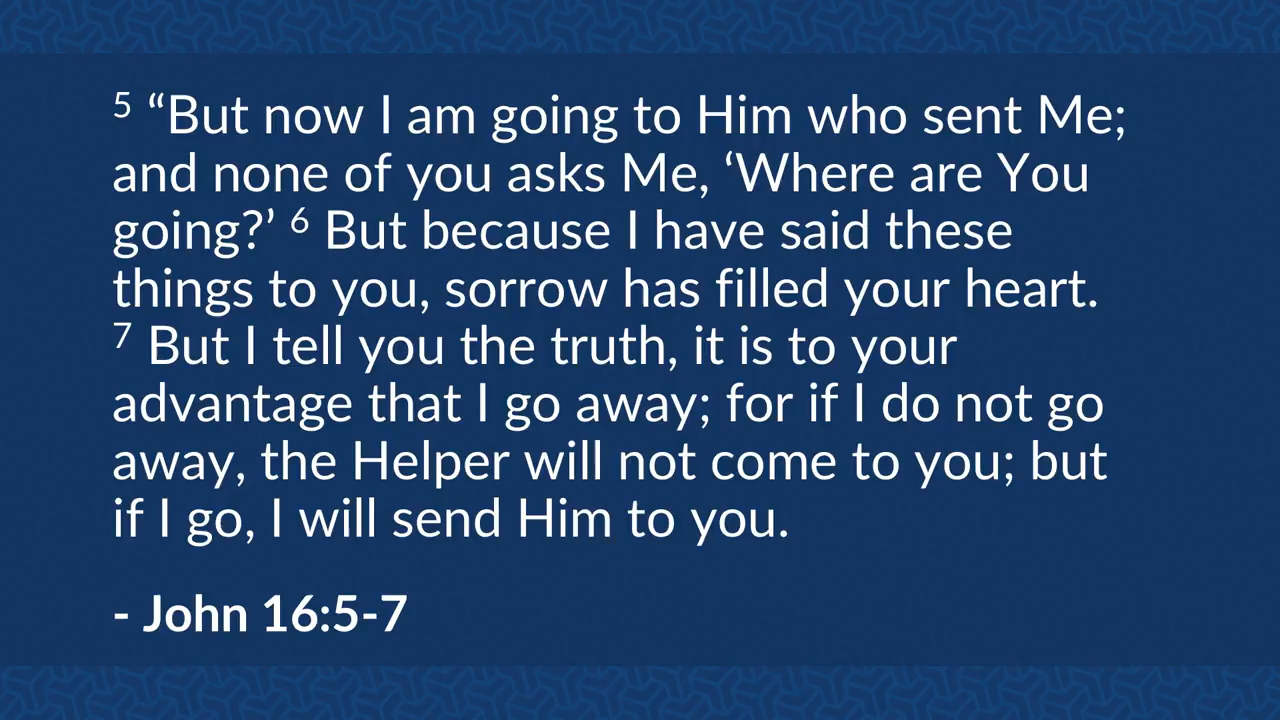 5 “But now I am going to Him who sent Me;
and none of you asks Me, ‘Where are You
going?’ 6 But because I have said these
things to you, sorrow has filled your heart.
7 But I tell you the truth, it is to your
advantage that I go away; for if I do not go
away, the Helper will not come to you; but
if I go, I will send Him to you.
- John 16:5-7